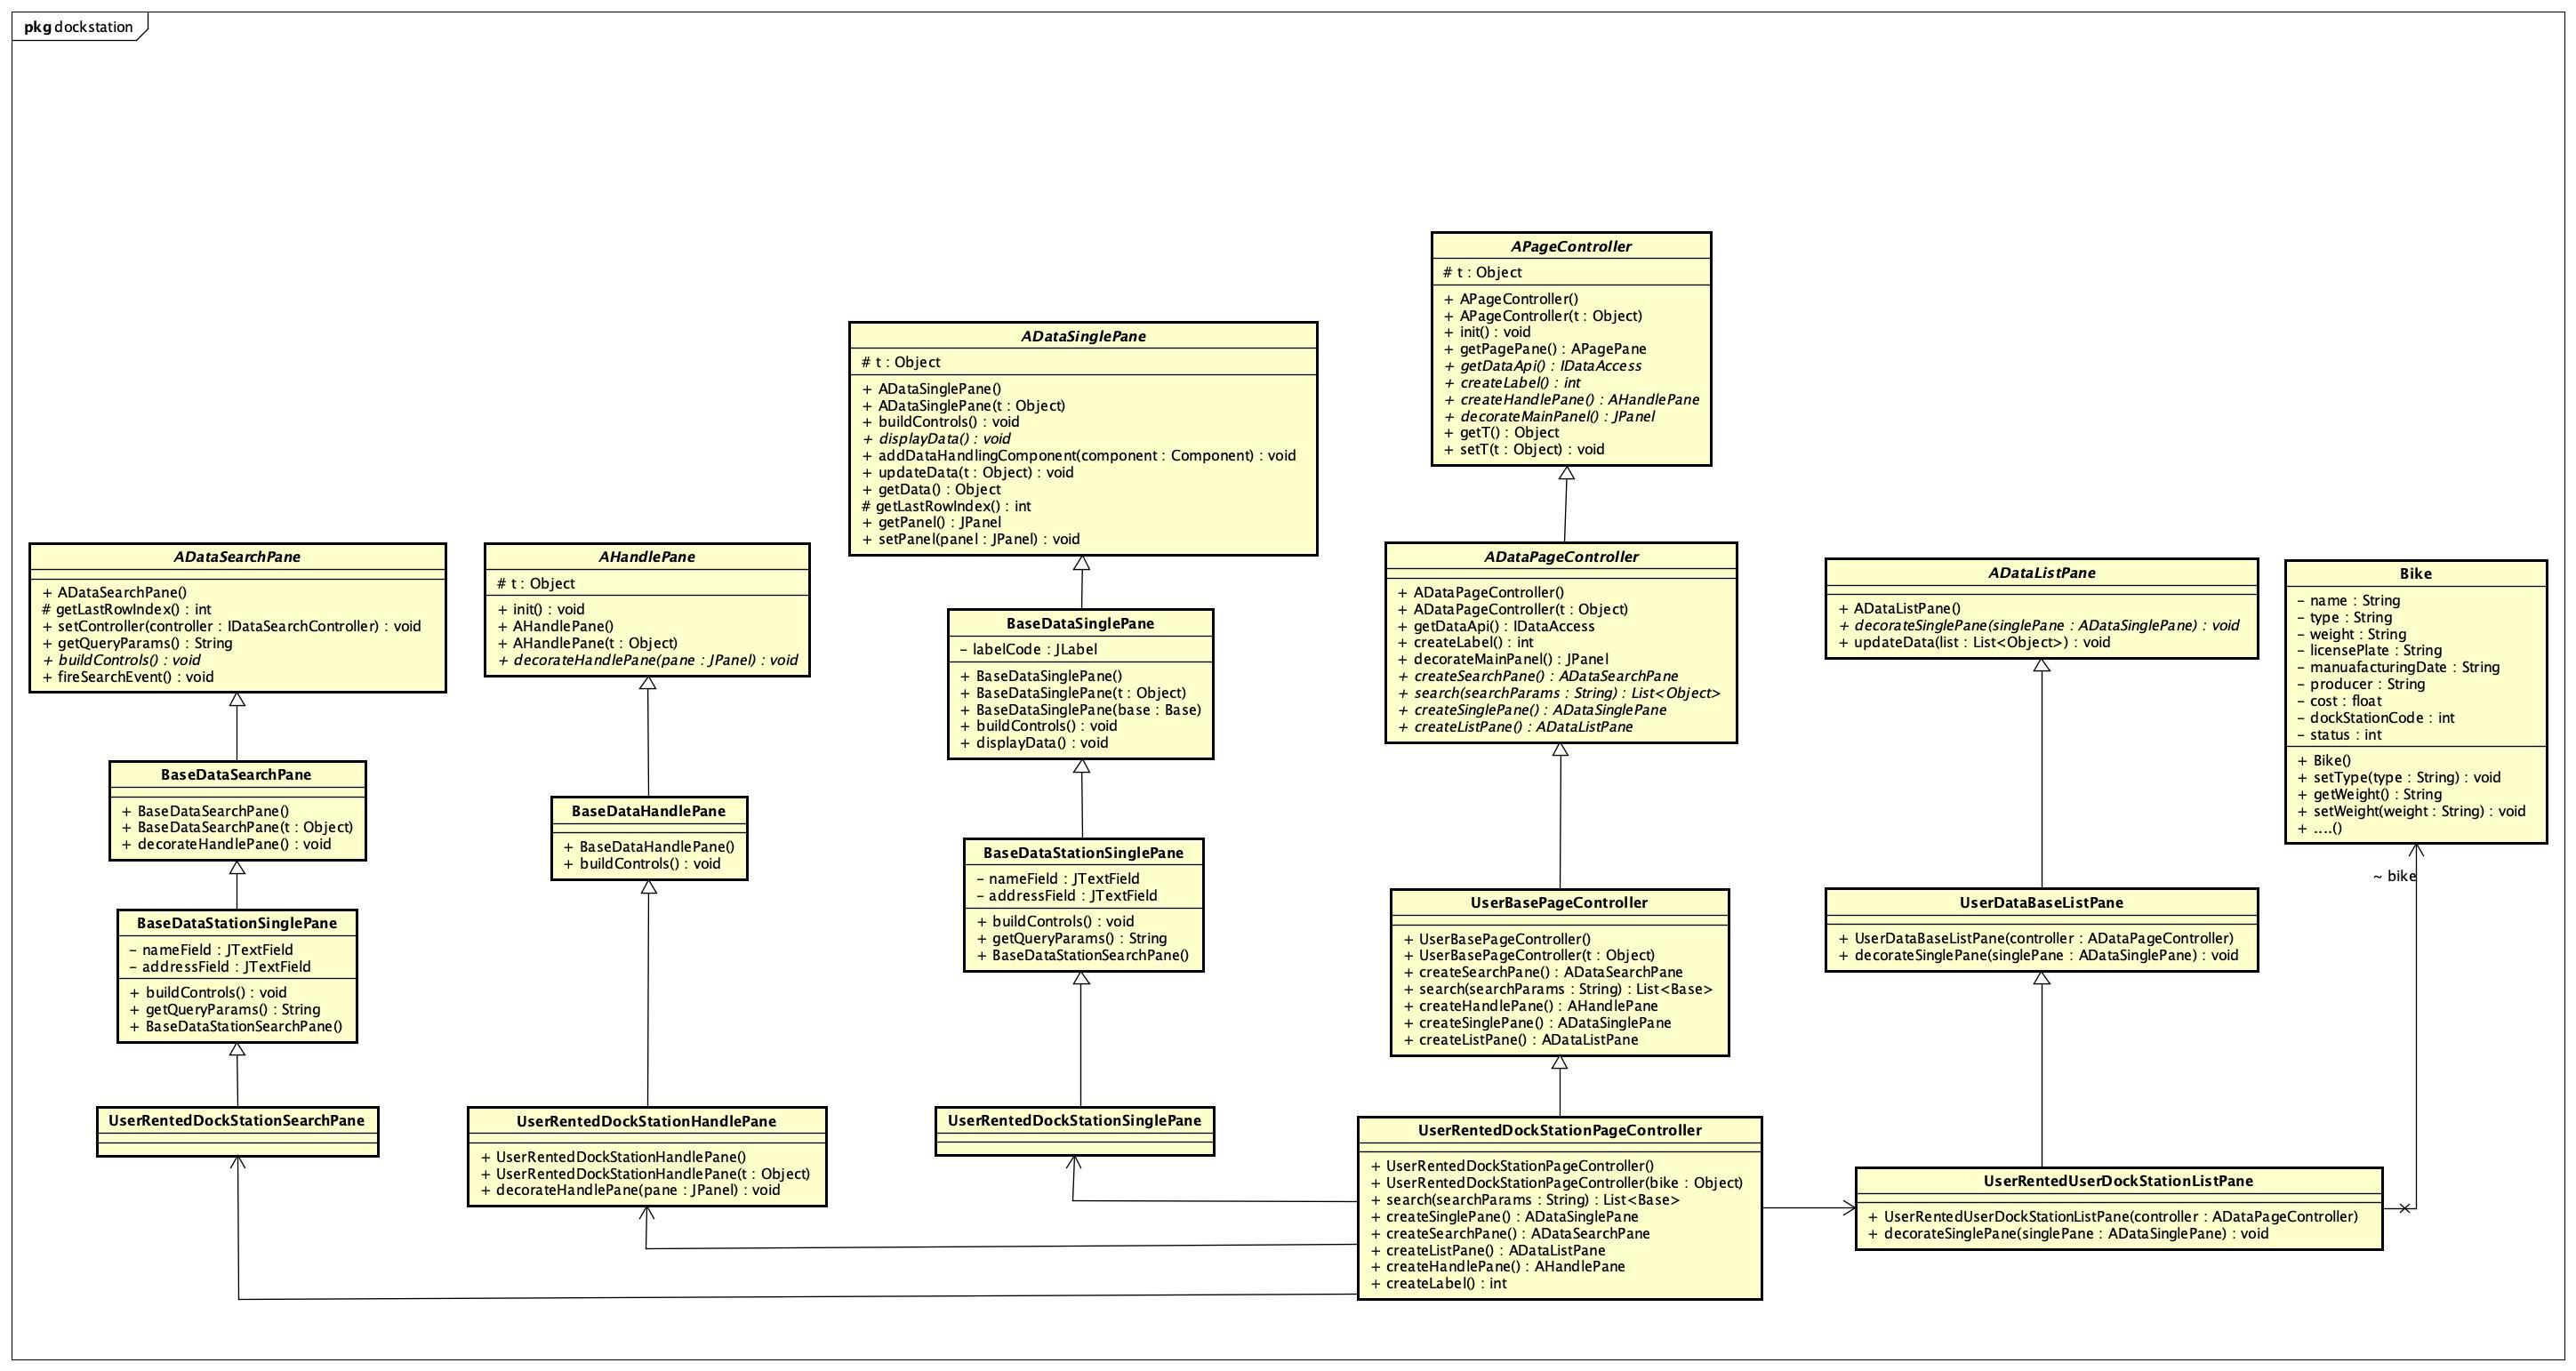 pkg dockstation
APageController
# t : Object
+ APageController()
+ APageController(t : Object)
+ init() : void
+ getPagePane() : APagePane
+ getDataApi() : IDataAccess
+ createLabel() : int
+ createHandlePane() : AHandlePane
+ decorateMainPanel() : JPanel
+ getT() : Object
+ setT(t : Object) : void
ADataSinglePane
# t : Object
+ ADataSinglePane()
+ ADataSinglePane(t : Object)
+ buildControls() : void
+ displayData() : void
+ addDataHandlingComponent(component : Component) : void
+ updateData(t : Object) : void
+ getData() : Object
# getLastRowIndex() : int
+ getPanel() : JPanel
+ setPanel(panel : JPanel) : void
ADataSearchPane
+ ADataSearchPane()
# getLastRowIndex() : int
+ setController(controller : IDataSearchController) : void
+ getQueryParams() : String
+ buildControls() : void
+ fireSearchEvent() : void
AHandlePane
# t : Object
+ init() : void
+ AHandlePane()
+ AHandlePane(t : Object)
+ decorateHandlePane(pane : JPanel) : void
BaseDataSinglePane
- labelCode : JLabel
+ BaseDataSinglePane()
+ BaseDataSinglePane(t : Object)
+ BaseDataSinglePane(base : Base)
+ buildControls() : void
+ displayData() : void
ADataPageController
+ ADataPageController()
+ ADataPageController(t : Object)
+ getDataApi() : IDataAccess
+ createLabel() : int
+ decorateMainPanel() : JPanel
+ createSearchPane() : ADataSearchPane
+ search(searchParams : String) : List<Object>
+ createSinglePane() : ADataSinglePane
+ createListPane() : ADataListPane
ADataListPane
+ ADataListPane()
+ decorateSinglePane(singlePane : ADataSinglePane) : void
+ updateData(list : List<Object>) : void
Bike
- name : String
- type : String
- weight : String
- licensePlate : String
- manuafacturingDate : String
- producer : String
- cost : float
- dockStationCode : int
- status : int
+ Bike()
+ setType(type : String) : void
+ getWeight() : String
+ setWeight(weight : String) : void
+ ....()
~ bike
BaseDataSearchPane
+ BaseDataSearchPane()
+ BaseDataSearchPane(t : Object)
+ decorateHandlePane() : void
BaseDataHandlePane
+ BaseDataHandlePane()
+ buildControls() : void
BaseDataStationSinglePane
- nameField : JTextField
- addressField : JTextField
+ buildControls() : void
+ getQueryParams() : String
+ BaseDataStationSearchPane()
BaseDataStationSinglePane
- nameField : JTextField
- addressField : JTextField
+ buildControls() : void
+ getQueryParams() : String
+ BaseDataStationSearchPane()
UserBasePageController
+ UserBasePageController()
+ UserBasePageController(t : Object)
+ createSearchPane() : ADataSearchPane
+ search(searchParams : String) : List<Base>
+ createHandlePane() : AHandlePane
+ createSinglePane() : ADataSinglePane
+ createListPane() : ADataListPane
UserDataBaseListPane
+ UserDataBaseListPane(controller : ADataPageController)
+ decorateSinglePane(singlePane : ADataSinglePane) : void
UserRentedDockStationSearchPane
UserRentedDockStationHandlePane
+ UserRentedDockStationHandlePane()
+ UserRentedDockStationHandlePane(t : Object)
+ decorateHandlePane(pane : JPanel) : void
UserRentedDockStationSinglePane
UserRentedDockStationPageController
+ UserRentedDockStationPageController()
+ UserRentedDockStationPageController(bike : Object)
+ search(searchParams : String) : List<Base>
+ createSinglePane() : ADataSinglePane
+ createSearchPane() : ADataSearchPane
+ createListPane() : ADataListPane
+ createHandlePane() : AHandlePane
+ createLabel() : int
UserRentedUserDockStationListPane
+ UserRentedUserDockStationListPane(controller : ADataPageController)
+ decorateSinglePane(singlePane : ADataSinglePane) : void